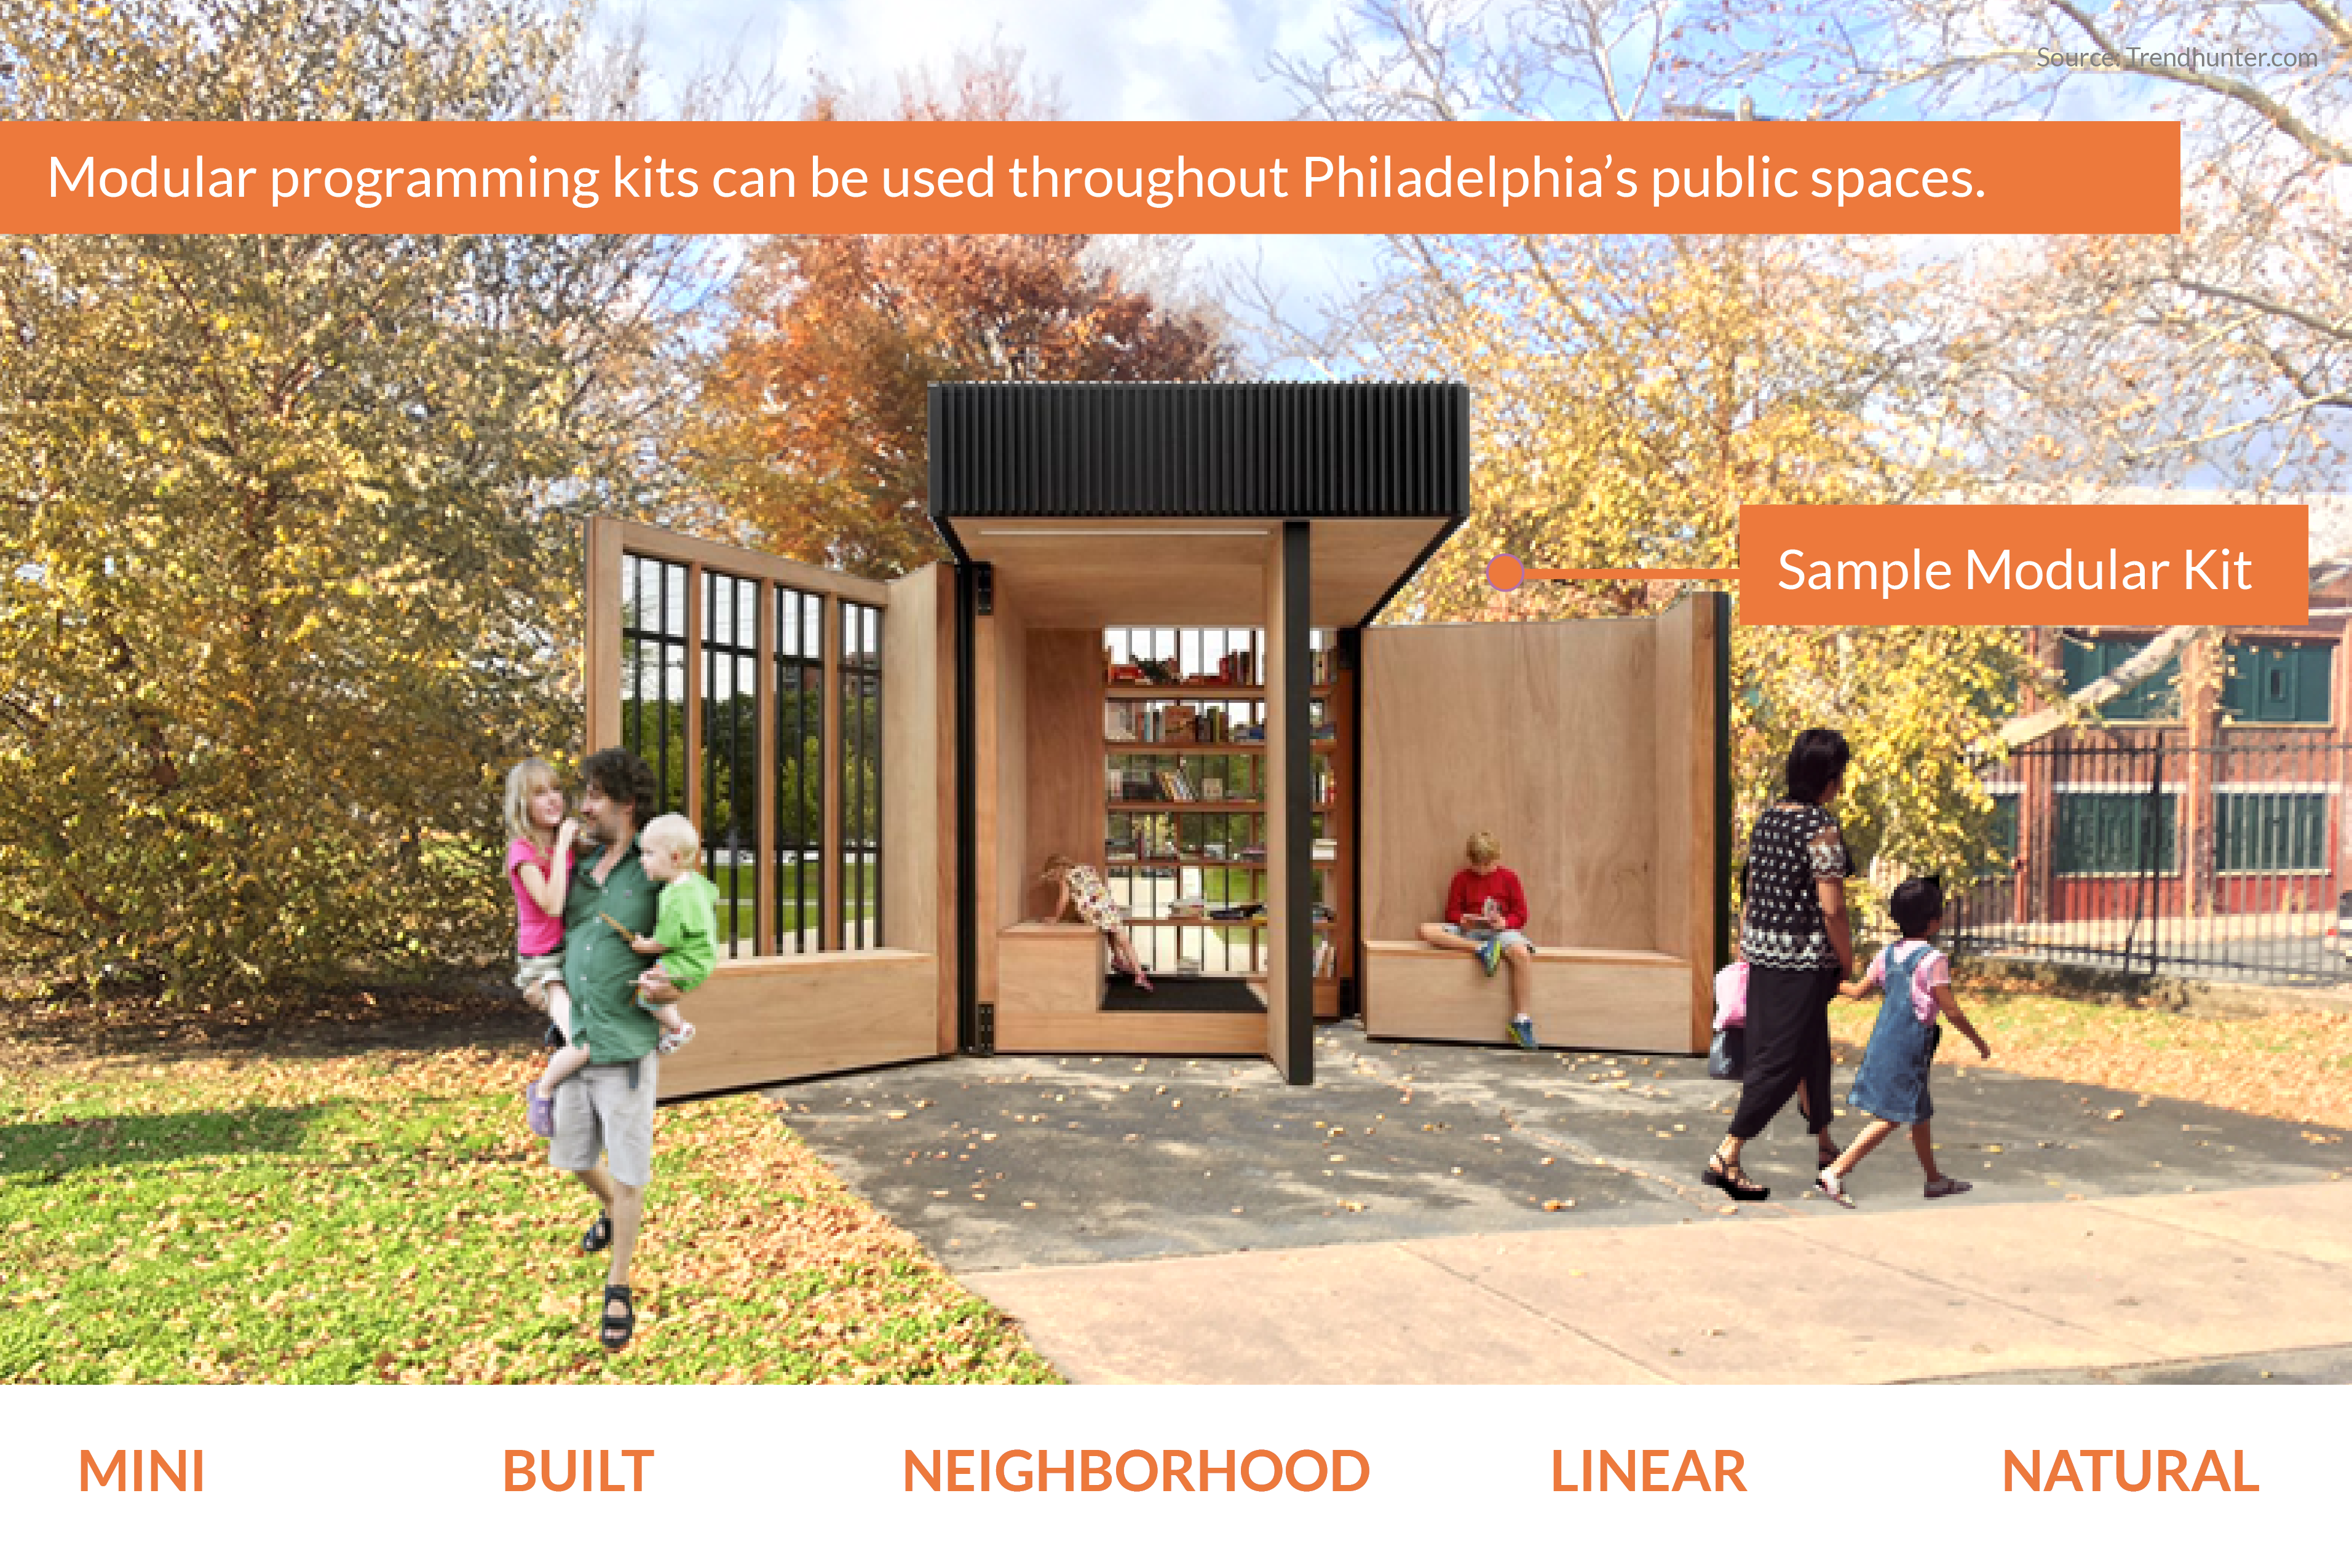 Source: Trendhunter.com
Modular programming kits can be used throughout Philadelphia’s public spaces.
Sample Modular Kit
MINI BUILT NEIGHBORHOOD LINEAR NATURAL